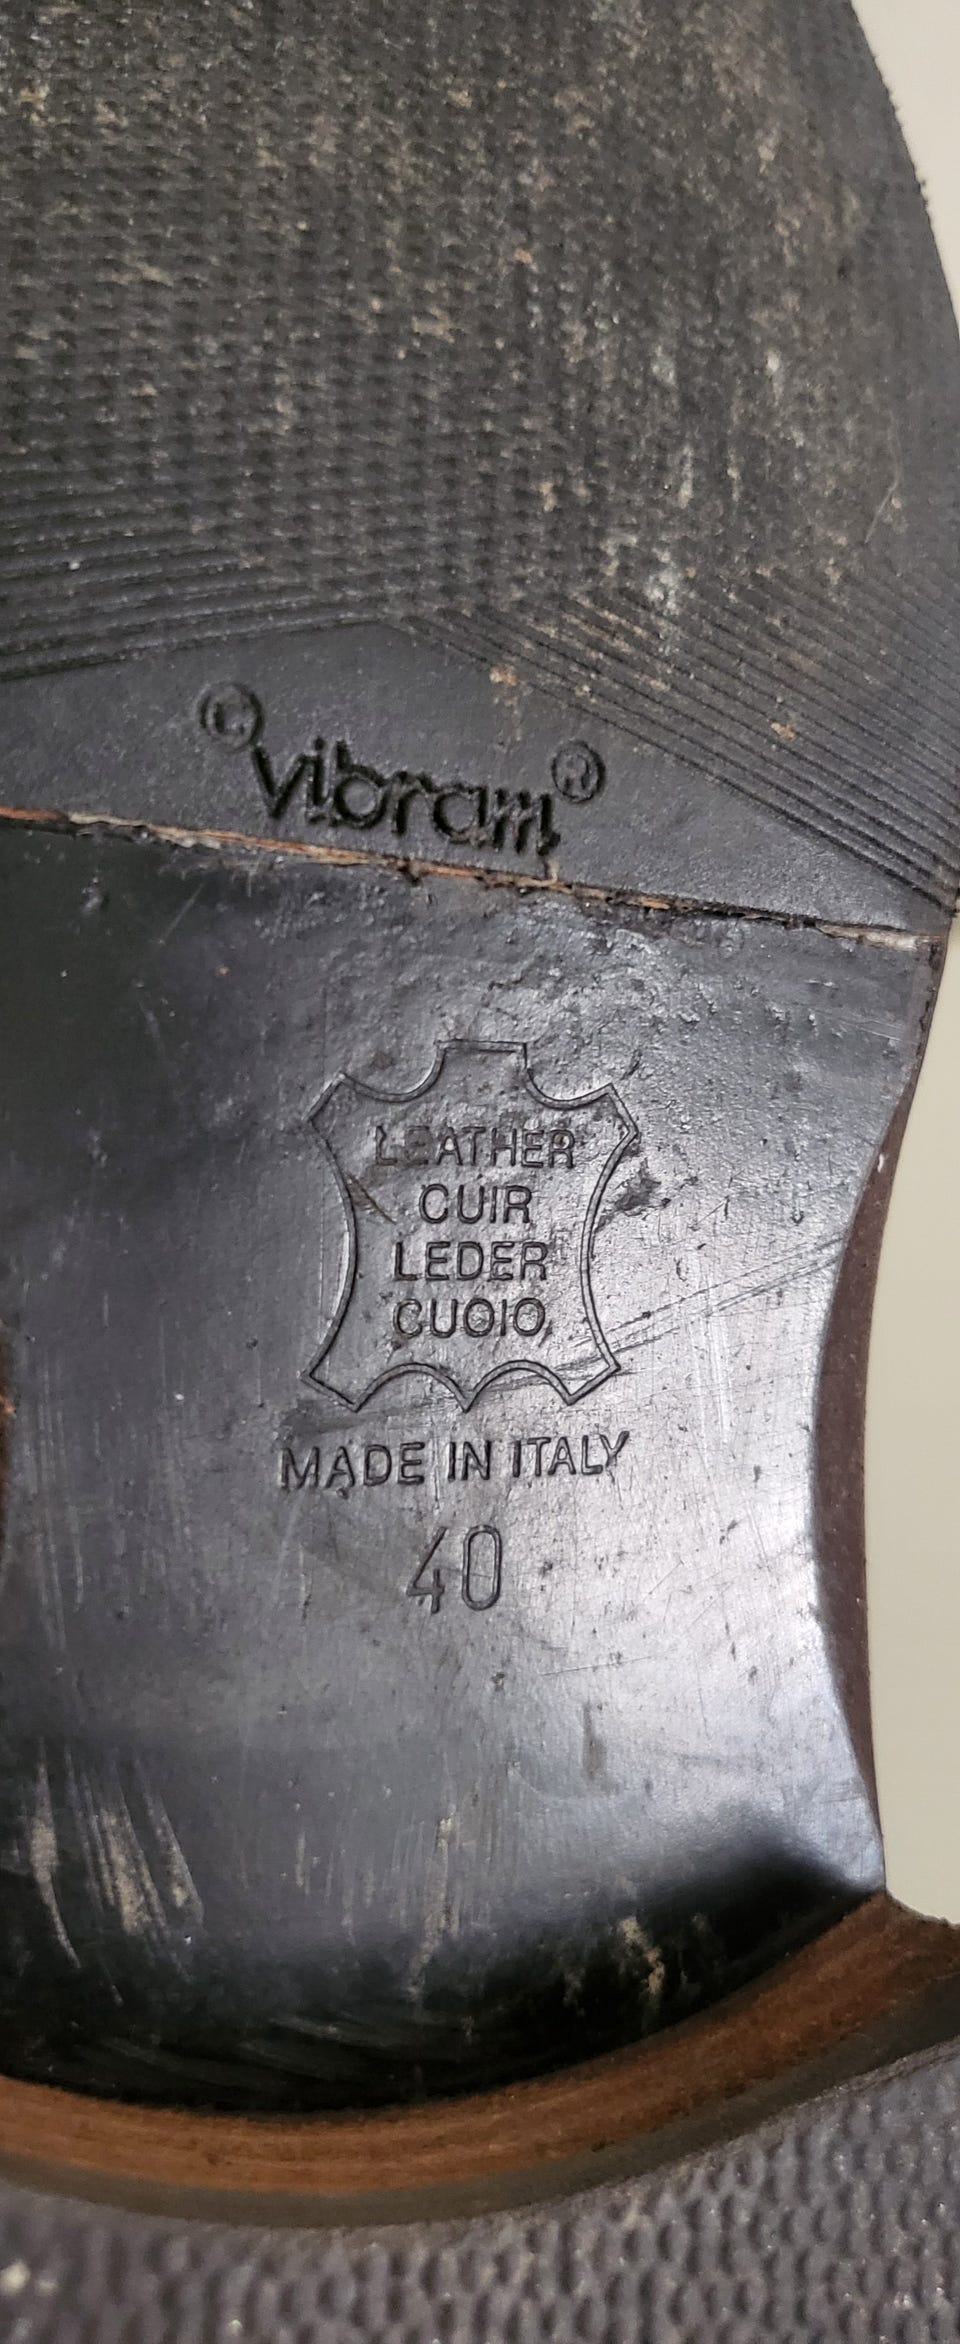 © vibram ®
LEATHER
CUIR
LEDER
CUOIO
MADE IN ITALY
40